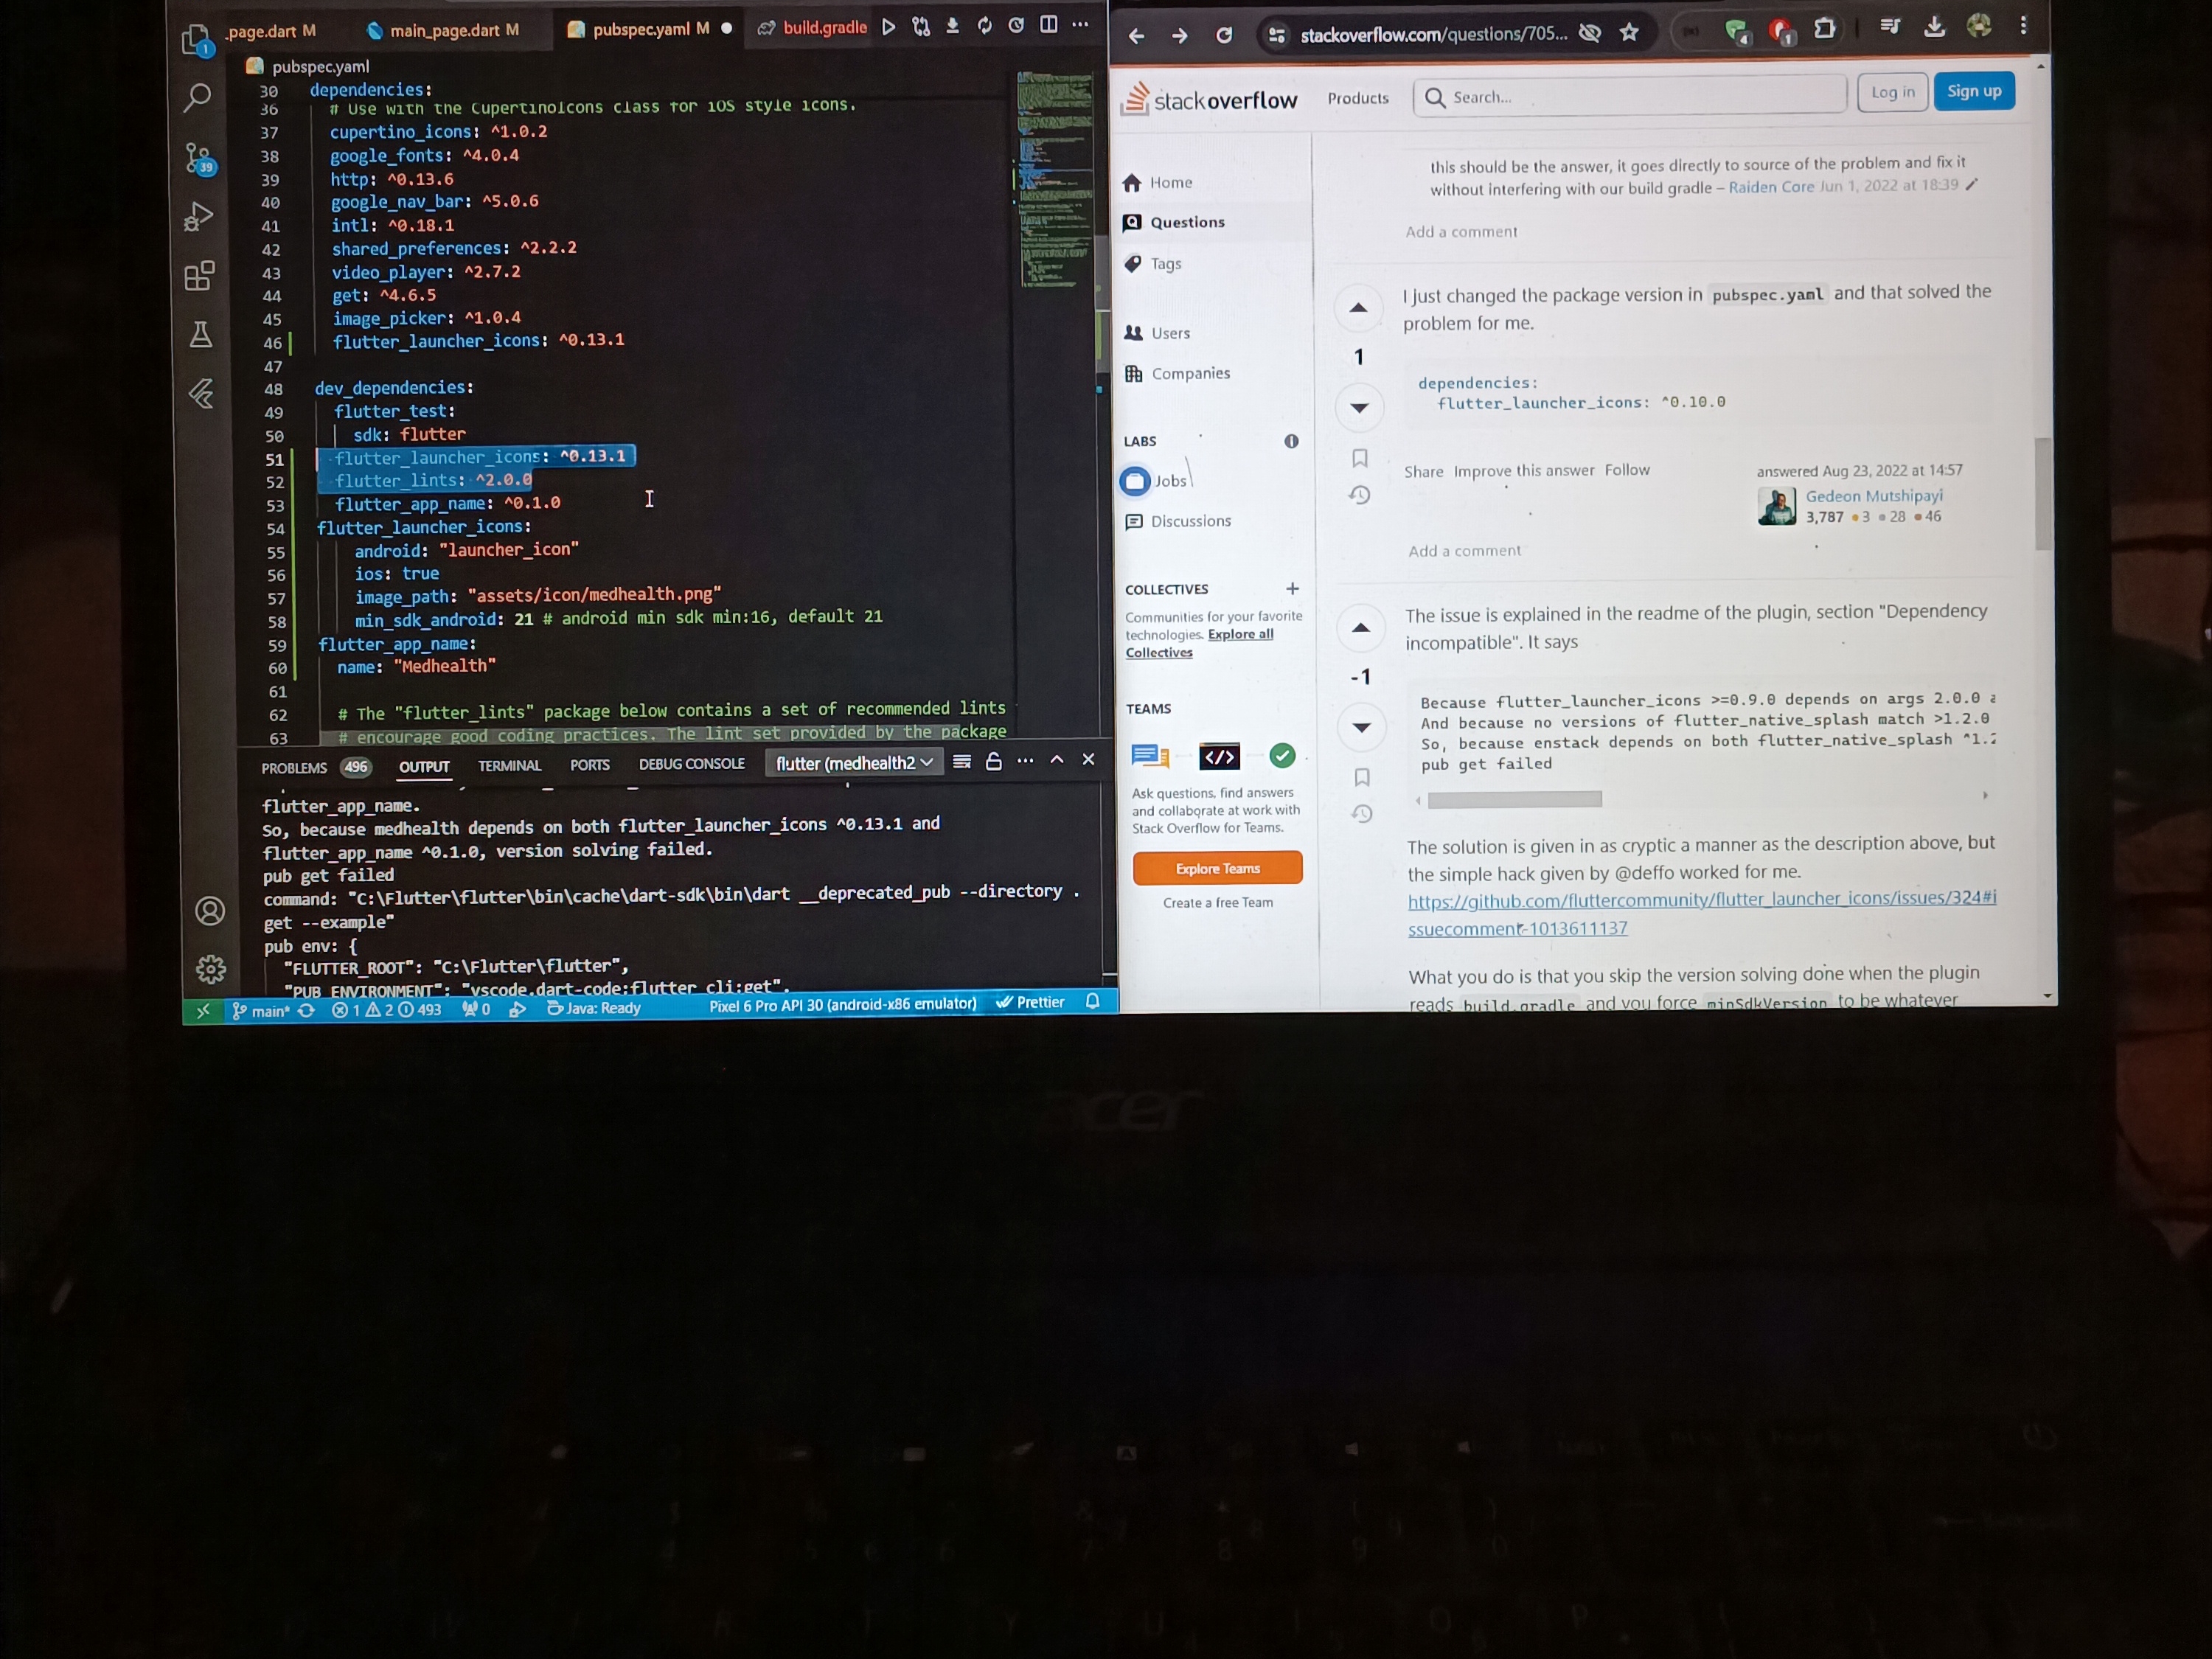 _page.dart M
main_page.dart M
pubspec.yaml M
build.gradle
1
39
pubspec.yaml
30 dependencies:
36 # Use with the CupertinoIcons class for iOS style icons.
37 cupertino_icons: ^1.0.2
38 google_fonts: ^4.0.4
39 http: ^0.13.6
40 google_nav_bar: ^5.0.6
41 intl: ^0.18.1
42 shared_preferences: ^2.2.2
43 video_player: ^2.7.2
44 get: ^4.6.5
45 image_picker: ^1.0.4
46 flutter_launcher_icons: ^0.13.1
47
48 dev_dependencies:
49 flutter_test:
50 sdk: flutter
51 flutter_launcher_icons: ^0.13.1
52 flutter_lints: ^2.0.0
53 flutter_app_name: ^0.1.0
54 flutter_launcher_icons:
55 android: "launcher_icon"
56 ios: true
57 image_path: "assets/icon/medhealth.png"
58 min_sdk_android: 21 # android min sdk min:16, default 21
59 flutter_app_name:
60 name: "Medhealth"
61
62 # The "flutter_lints" package below contains a set of recommended lints
63 # encourage good coding practices. The lint set provided by the package
PROBLEMS 496 OUTPUT TERMINAL PORTS DEBUG CONSOLE flutter (medhealth2
flutter_app_name.
So, because medhealth depends on both flutter_launcher_icons ^0.13.1 and
flutter_app_name ^0.1.0, version solving failed.
pub get failed
command: "C:\Flutter\flutter\bin\cache\dart-sdk\bin\dart __deprecated_pub --directory .
get --example"
pub env: {
"FLUTTER_ROOT": "C:\Flutter\flutter",
"PUB_ENVIRONMENT": "vscode.dart-code:flutter_cli:get",
main* 1 2 493 0 Java: Ready Pixel 6 Pro API 30 (android-x86 emulator) Prettier
stackoverflow.com/questions/705...
4
1
stackoverflow Products Search... Log in Sign up
Home
Questions
Tags
Users
Companies
LABS
Jobs
Discussions
COLLECTIVES +
Communities for your favorite
technologies. Explore all
Collectives
TEAMS
Ask questions, find answers
and collaborate at work with
Stack Overflow for Teams.
Explore Teams
Create a free Team
this should be the answer, it goes directly to source of the problem and fix it
without interfering with our build gradle – Raiden Core Jun 1, 2022 at 18:39
Add a comment
I just changed the package version in pubspec.yaml and that solved the
problem for me.
1
dependencies:
flutter_launcher_icons: ^0.10.0
Share Improve this answer Follow
answered Aug 23, 2022 at 14:57
Gedeon Mutshipayi
3,787 3 28 46
Add a comment
The issue is explained in the readme of the plugin, section "Dependency
incompatible". It says
-1
Because flutter_launcher_icons >=0.9.0 depends on args 2.0.0 a
And because no versions of flutter_native_splash match >1.2.0
So, because enstack depends on both flutter_native_splash ^1.2
pub get failed
The solution is given in as cryptic a manner as the description above, but
the simple hack given by @deffo worked for me.
https://github.com/fluttercommunity/flutter_launcher_icons/issues/324#i
ssuecomment-1013611137
What you do is that you skip the version solving done when the plugin
reads build.gradle and you force minSdkVersion to be whatever
acer